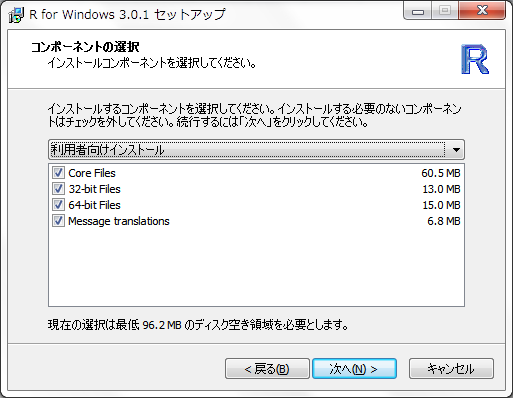 R for Windows 3.0.1 セットアップ
コンポーネントの選択
インストールコンポーネントを選択してください。
R
インストールするコンポーネントを選択してください。インストールする必要のないコンポーネン
トはチェックを外してください。続行するには「次へ」をクリックしてください。
利用者向けインストール
Core Files 60.5 MB
32-bit Files 13.0 MB
64-bit Files 15.0 MB
Message translations 6.8 MB
現在の選択は最低 96.2 MB のディスク空き領域を必要とします。
< 戻る(B) 次へ(N) > キャンセル